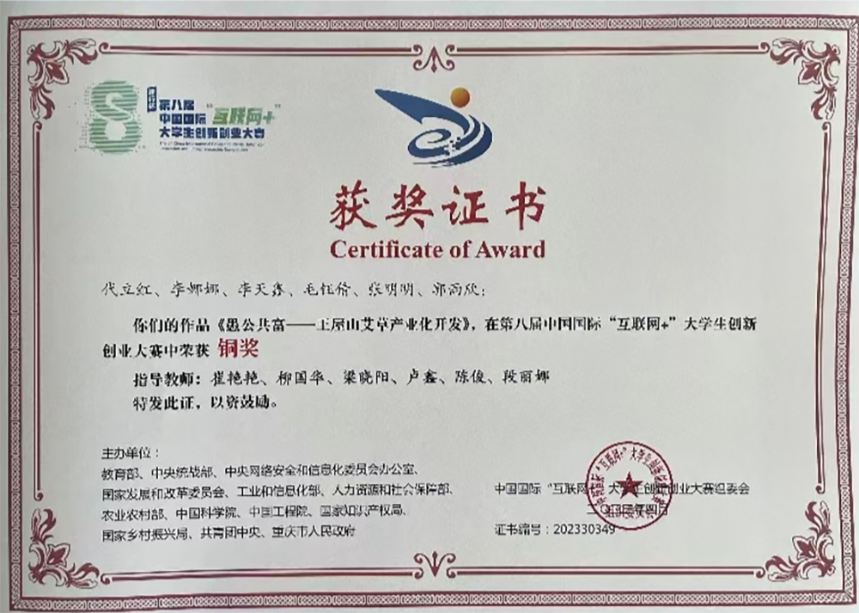 第八届
中国国际“互联网+”
大学生创新创业大赛
获奖证书
Certificate of Award
代立红、李娜娜、李天鑫、毛钰倩、张明明、郭雨欣：
你们的作品《愚公共富——王屋山艾草产业化开发》，在第八届中国国际“互联网+”大学生创新
创业大赛中荣获 铜奖
指导教师：崔艳艳、柳国华、梁晓阳、卢鑫、陈俊、段丽娜
特发此证，以资鼓励。
主办单位：
教育部、中央统战部、中央网络安全和信息化委员会办公室、
国家发展和改革委员会、工业和信息化部、人力资源和社会保障部、
农业农村部、中国科学院、中国工程院、国家知识产权局、
国家乡村振兴局、共青团中央、重庆市人民政府
中国国际“互联网+”大学生创新创业大赛组委会
证书编号：202330349